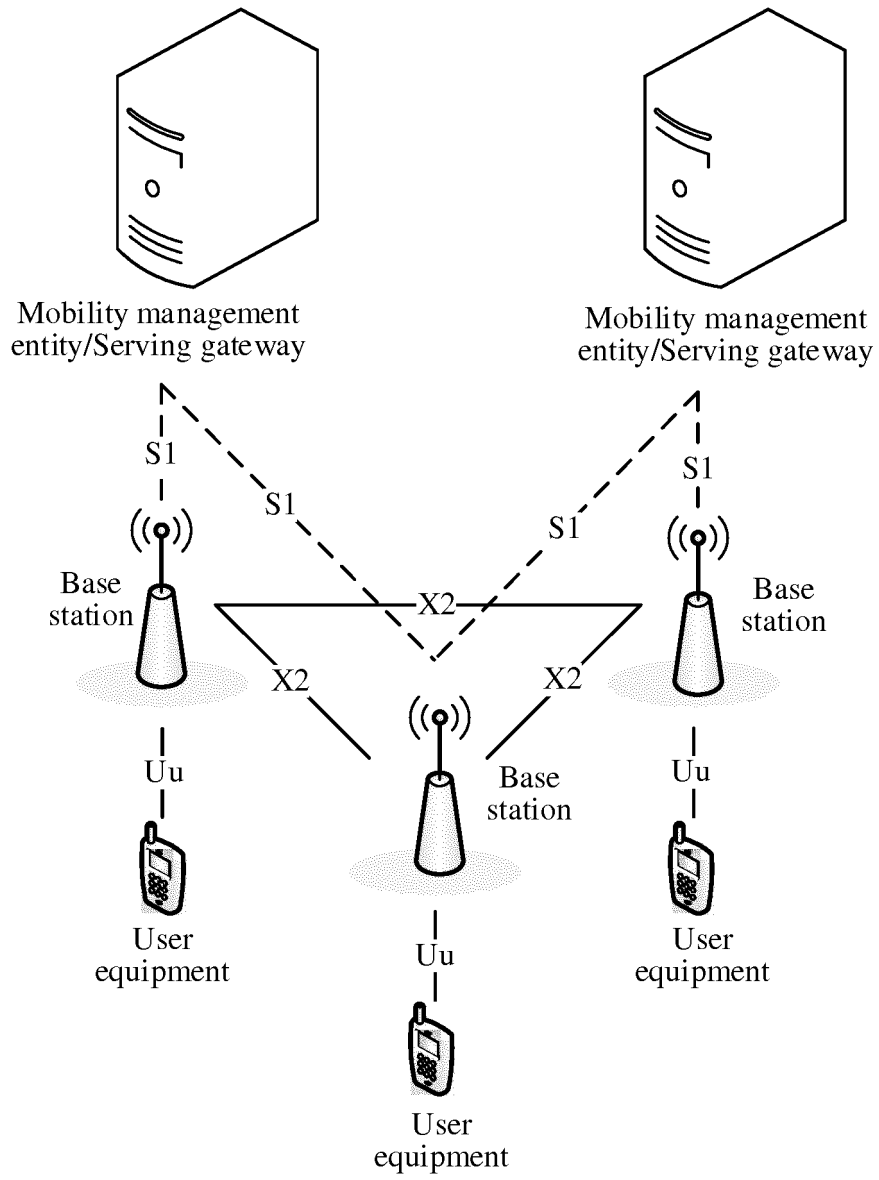 Mobility management
entity/Serving gateway
Mobility management
entity/Serving gateway
S1
S1
S1
S1
Base
station
X2
Base
station
X2
X2
Uu
Base
station
Uu
User
equipment
Uu
User
equipment
User
equipment